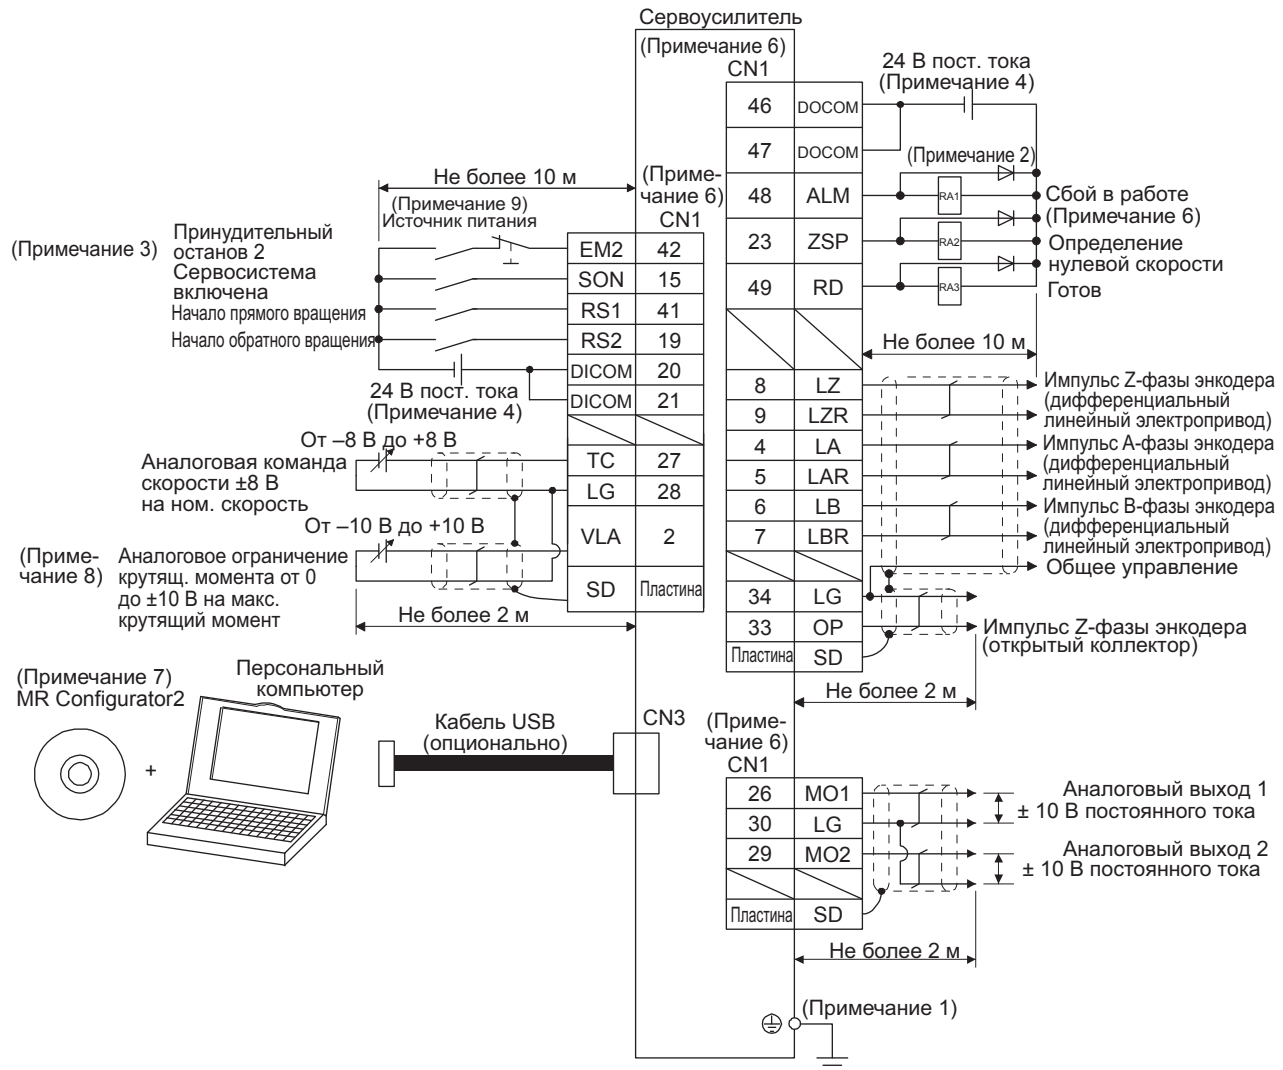 Сервоусилитель
(Примечание 6)
CN1
24 В пост. тока
(Примечание 4)
46 DOCOM
47 DOCOM
(Примечание 2)
48 ALM
RA1
Сбой в работе
(Примечание 6)
23 ZSP
RA2
Определение
нулевой скорости
49 RD
RA3
Готов
Не более 10 м
8 LZ
9 LZR
4 LA
5 LAR
6 LB
7 LBR
34 LG
33 OP
Пластина SD
Импульс Z-фазы энкодера
(дифференциальный
линейный электропривод)
Импульс A-фазы энкодера
(дифференциальный
линейный электропривод)
Импульс B-фазы энкодера
(дифференциальный
линейный электропривод)
Общее управление
Импульс Z-фазы энкодера
(открытый коллектор)
Не более 2 м
Не более 10 м
(Приме-
чание 6)
CN1
(Примечание 9)
Источник питания
(Примечание 3)
Принудительный
останов 2
Сервосистема
включена
Начало прямого вращения
Начало обратного вращения
EM2 42
SON 15
RS1 41
RS2 19
DICOM 20
DICOM 21
24 В пост. тока
(Примечание 4)
От –8 В до +8 В
Аналоговая команда
скорости ±8 В
на ном. скорость
TC 27
LG 28
От –10 В до +10 В
VLA 2
(Приме-
чание 8)
Аналоговое ограничение
крутящ. момента от 0
до ±10 В на макс.
крутящий момент
SD Пластина
Не более 2 м
(Примечание 7)
MR Configurator2
+
Персональный
компьютер
Кабель USB
(опционально)
CN3
(Приме-
чание 6)
CN1
26 MO1
30 LG
29 MO2
Пластина SD
Аналоговый выход 1
± 10 В постоянного тока
Аналоговый выход 2
± 10 В постоянного тока
Не более 2 м
(Примечание 1)